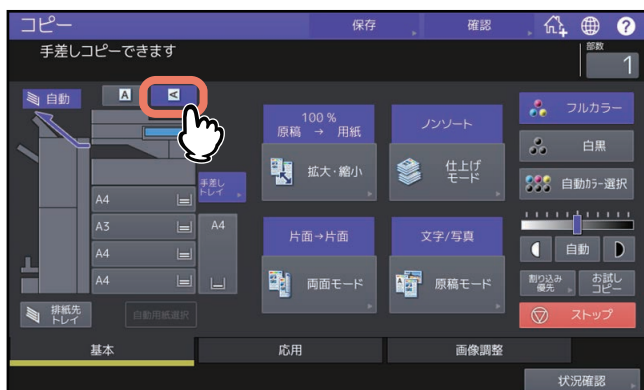 コピー
保存
確認
?
手差しコピーできます
部数
1
自動
A
A
100 %
原稿 → 用紙
ノンソート
フルカラー
拡大・縮小
仕上げ
モード
白黒
手差し
トレイ
自動ｶﾗｰ選択
A4
A3
A4
A4
A4
片面→片面
文字/写真
両面モード
原稿モード
自動
割り込み
優先
お試し
コピー
排紙先
トレイ
自動用紙選択
ストップ
基本
応用
画像調整
状況確認